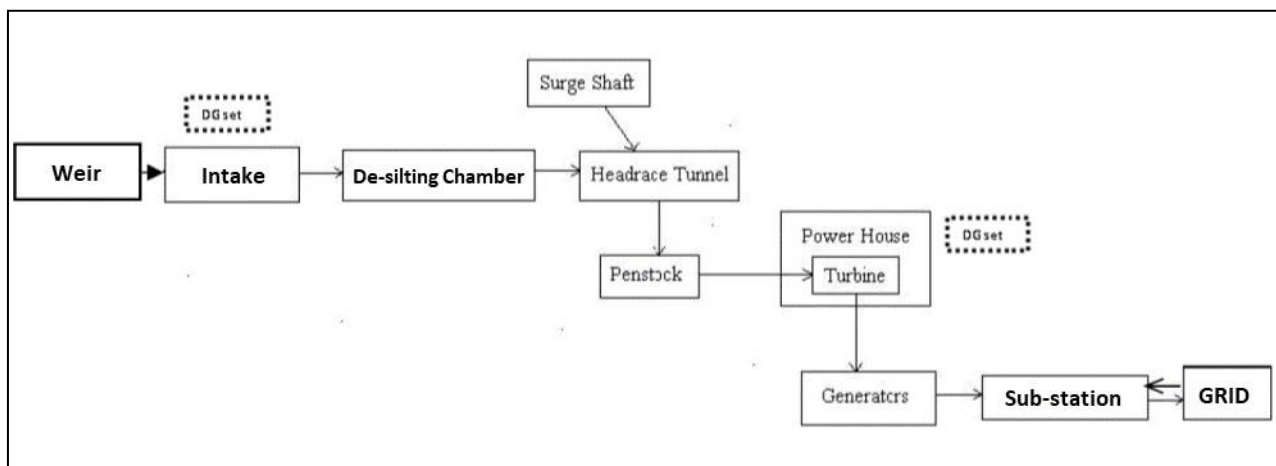 Surge Shaft
DG set
Weir
Intake
De-silting Chamber
Headrace Tunnel
Power House
DG set
Penstock
Turbine
Generators
Sub-station
GRID